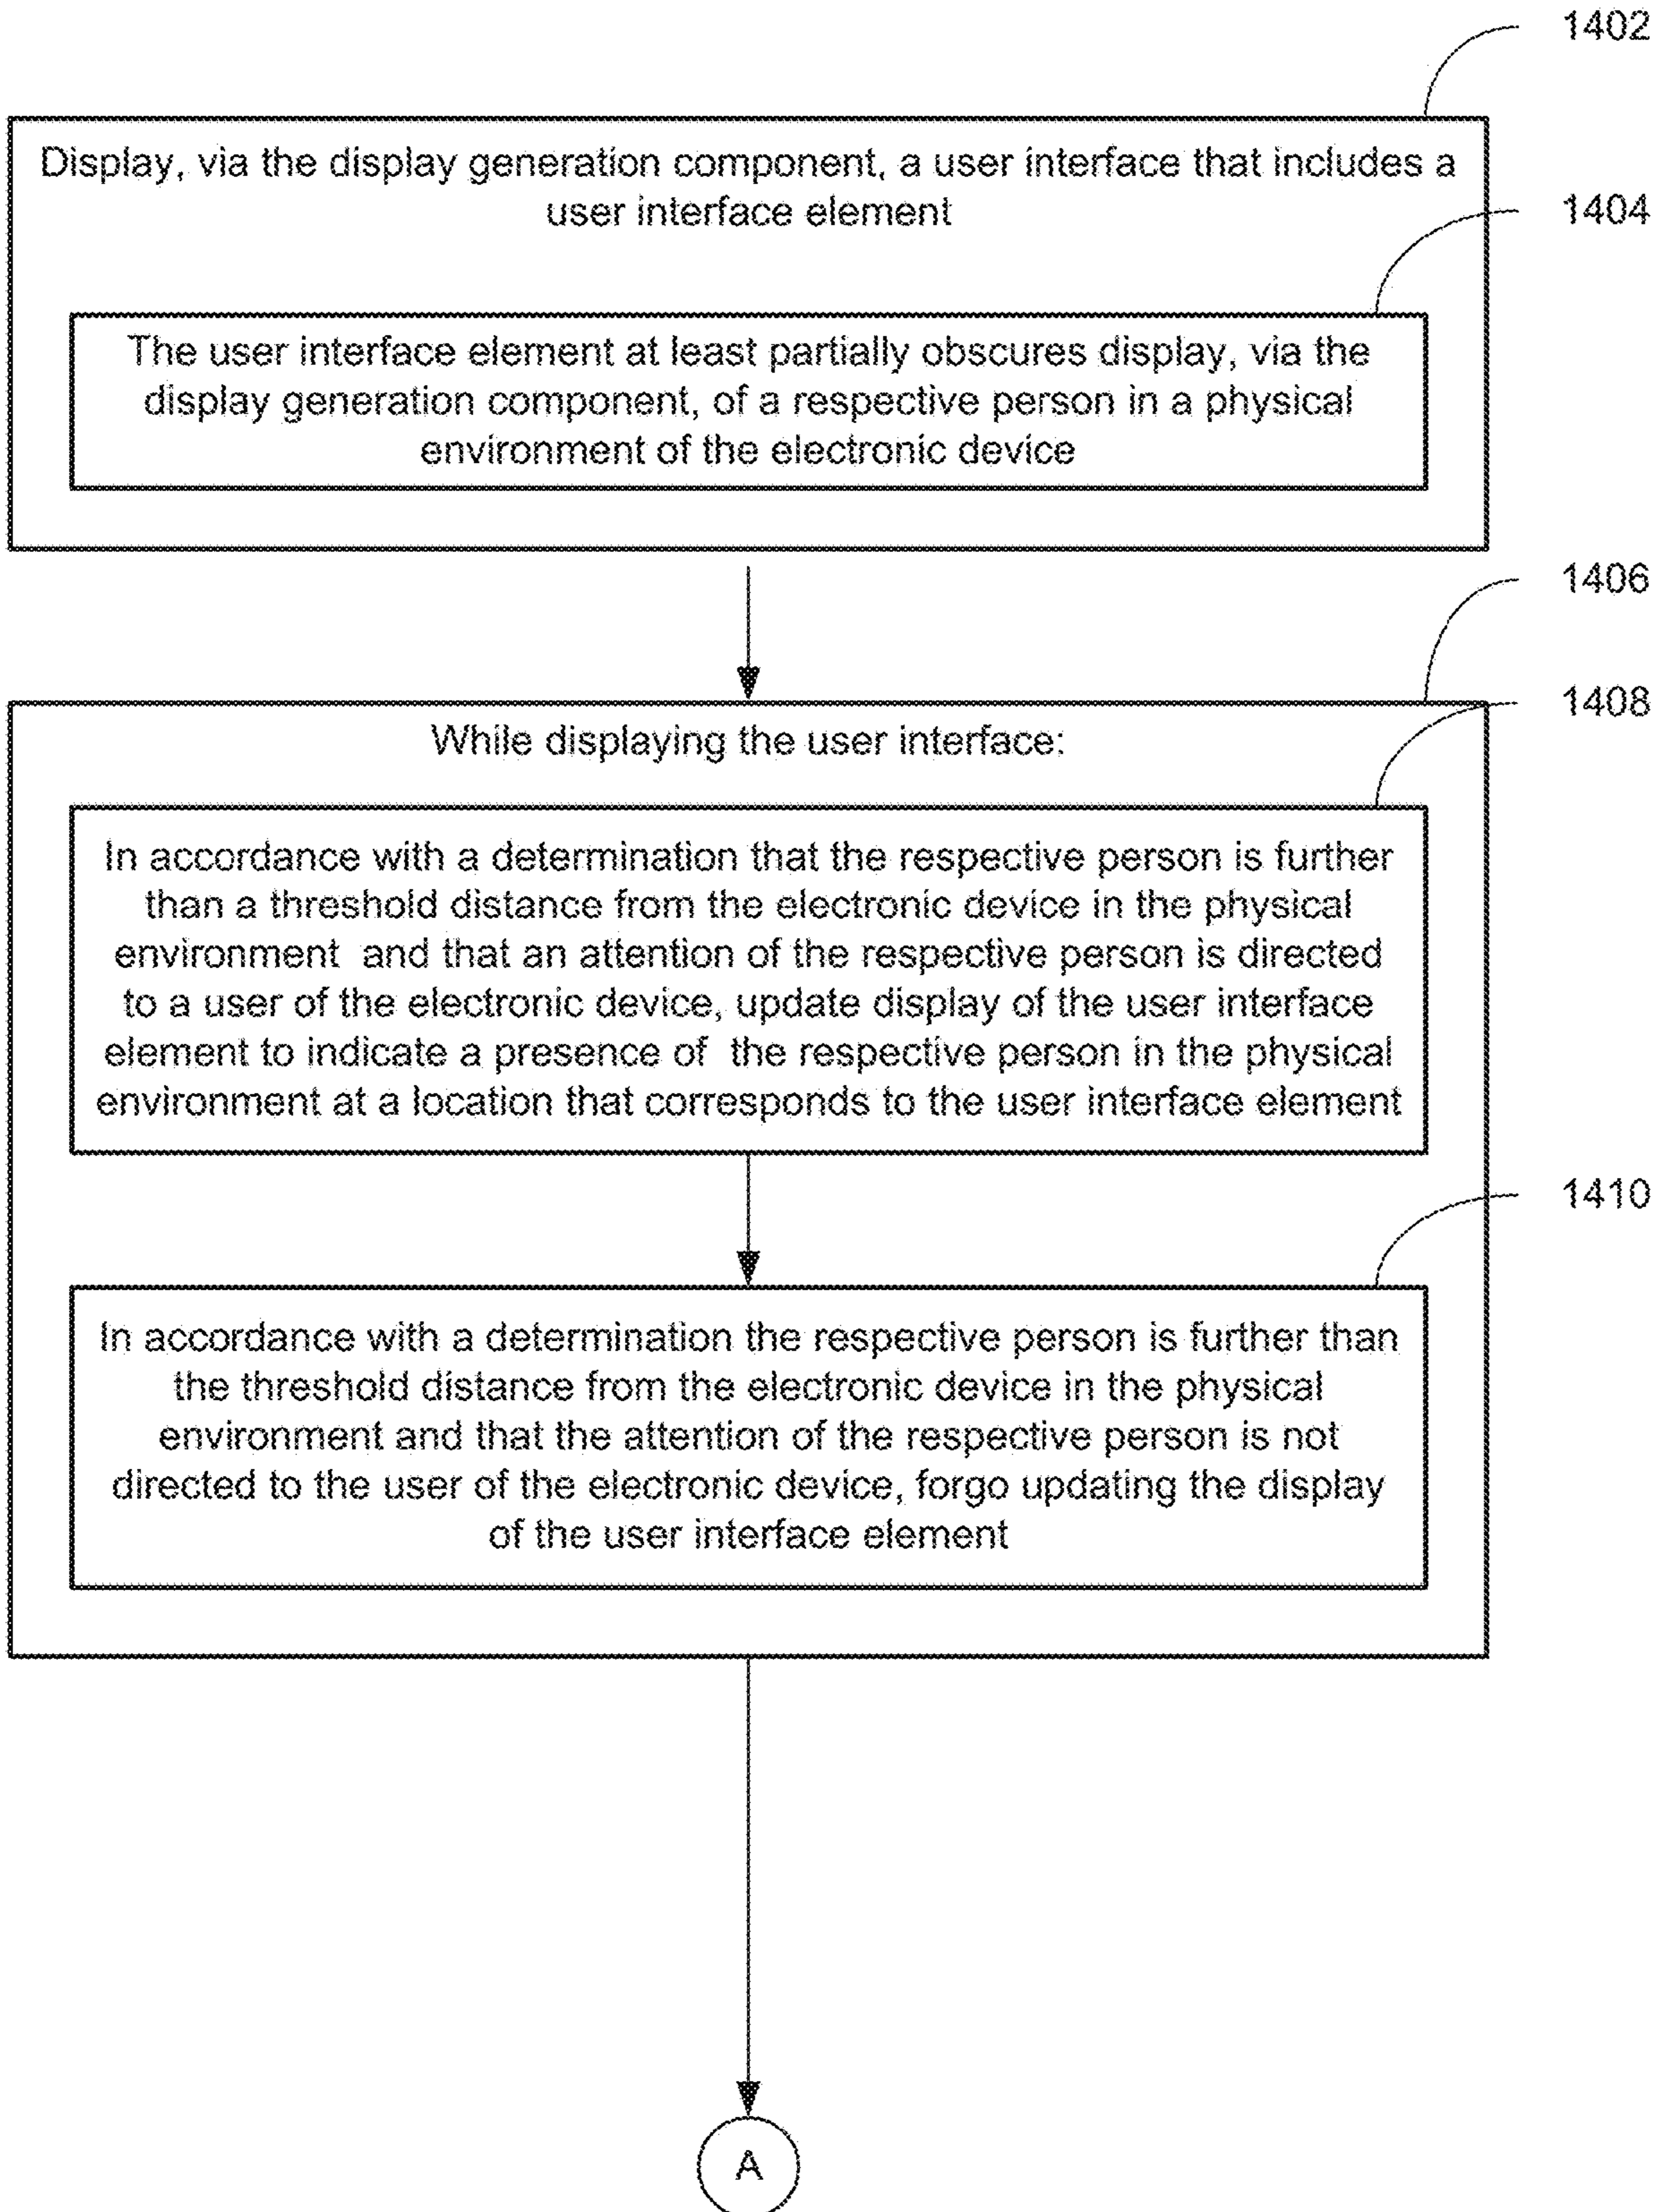 1402
Display, via the display generation component, a user interface that includes a
user interface element
1404
The user interface element at least partially obscures display, via the
display generation component, of a respective person in a physical
environment of the electronic device
1406
1408
While displaying the user interface:
In accordance with a determination that the respective person is further
than a threshold distance from the electronic device in the physical
environment and that an attention of the respective person is directed
to a user of the electronic device, update display of the user interface
element to indicate a presence of the respective person in the physical
environment at a location that corresponds to the user interface element
1410
In accordance with a determination the respective person is further than
the threshold distance from the electronic device in the physical
environment and that the attention of the respective person is not
directed to the user of the electronic device, forgo updating the display
of the user interface element
A